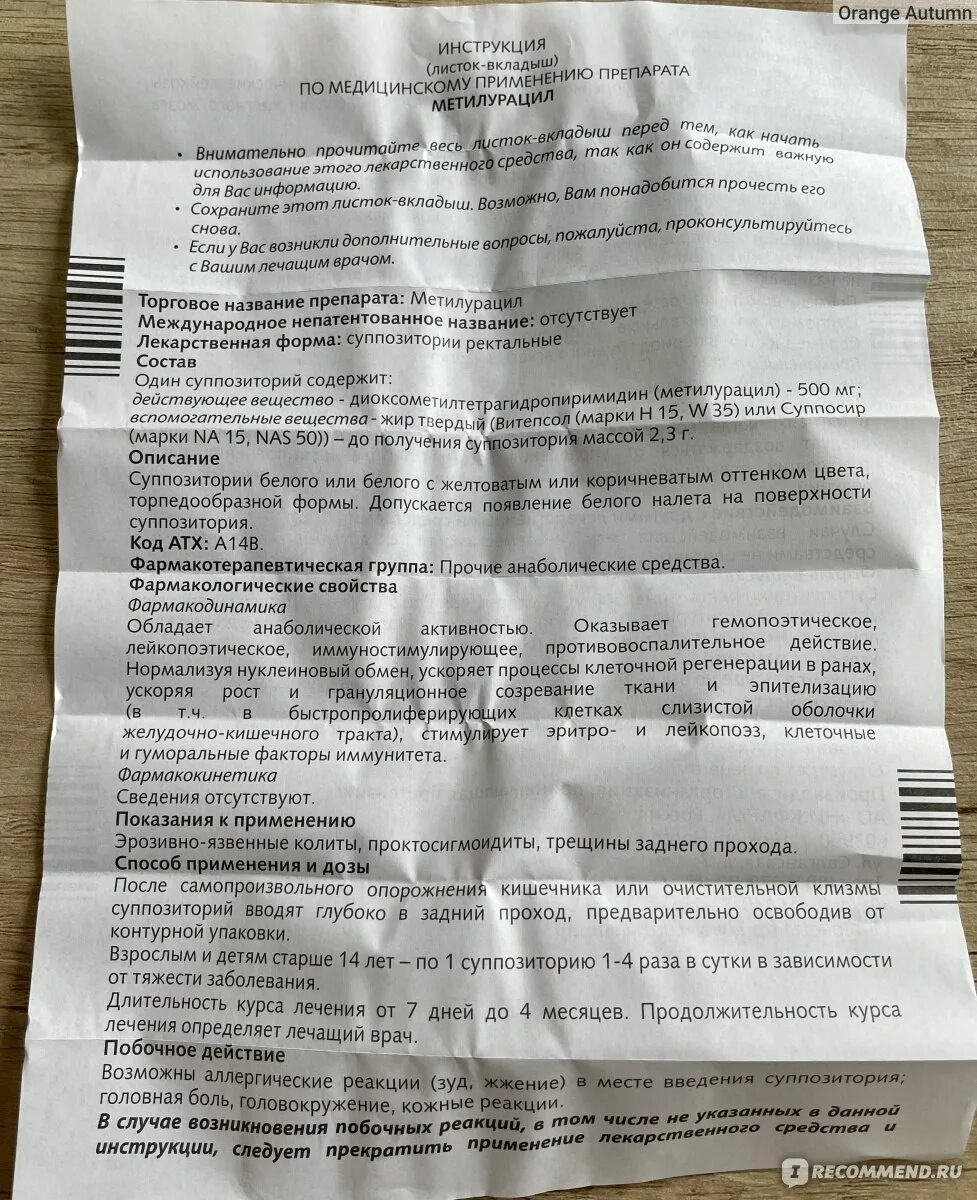 Orange Autumn
ИНСТРУКЦИЯ
(листок-вкладыш)
ПО МЕДИЦИНСКОМУ ПРИМЕНЕНИЮ ПРЕПАРАТА
МЕТИЛУРАЦИЛ
• Внимательно прочитайте весь листок-вкладыш перед тем, как начать
использование этого лекарственного средства, так как он содержит важную
для Вас информацию.
• Сохраните этот листок-вкладыш. Возможно, Вам понадобится прочесть его
снова.
• Если у Вас возникли дополнительные вопросы, пожалуйста, проконсультируйтесь
с Вашим лечащим врачом.
Торговое название препарата: Метилурацил
Международное непатентованное название: отсутствует
Лекарственная форма: суппозитории ректальные
Состав
Один суппозиторий содержит:
действующее вещество - диоксометилтетрагидропиримидин (метилурацил) - 500 мг;
вспомогательные вещества - жир твердый (Витепсол (марки Н 15, W 35) или Суппосир
(марки NA 15, NAS 50)) – до получения суппозитория массой 2,3 г.
Описание
Суппозитории белого или белого с желтоватым или коричневатым оттенком цвета,
торпедообразной формы. Допускается появление белого налета на поверхности
суппозитория.
Код АТХ: А14В.
Фармакотерапевтическая группа: Прочие анаболические средства.
Фармакологические свойства
Фармакодинамика
Обладает анаболической активностью. Оказывает гемопоэтическое,
лейкопоэтическое, иммуностимулирующее, противовоспалительное действие.
Нормализуя нуклеиновый обмен, ускоряет процессы клеточной регенерации в ранах,
ускоряя рост и грануляционное созревание ткани и эпителизацию
(в т.ч. в быстропролиферирующих клетках слизистой оболочки
желудочно-кишечного тракта), стимулирует эритро- и лейкопоэз, клеточные
и гуморальные факторы иммунитета.
Фармакокинетика
Сведения отсутствуют.
Показания к применению
Эрозивно-язвенные колиты, проктосигмоидиты, трещины заднего прохода.
Способ применения и дозы
После самопроизвольного опорожнения кишечника или очистительной клизмы
суппозиторий вводят глубоко в задний проход, предварительно освободив от
контурной упаковки.
Взрослым и детям старше 14 лет – по 1 суппозиторию 1-4 раза в сутки в зависимости
от тяжести заболевания.
Длительность курса лечения от 7 дней до 4 месяцев. Продолжительность курса
лечения определяет лечащий врач.
Побочное действие
Возможны аллергические реакции (зуд, жжение) в месте введения суппозитория;
головная боль, головокружение, кожные реакции.
В случае возникновения побочных реакций, в том числе не указанных в данной
инструкции, следует прекратить применение лекарственного средства и
IRECOMMEND.RU